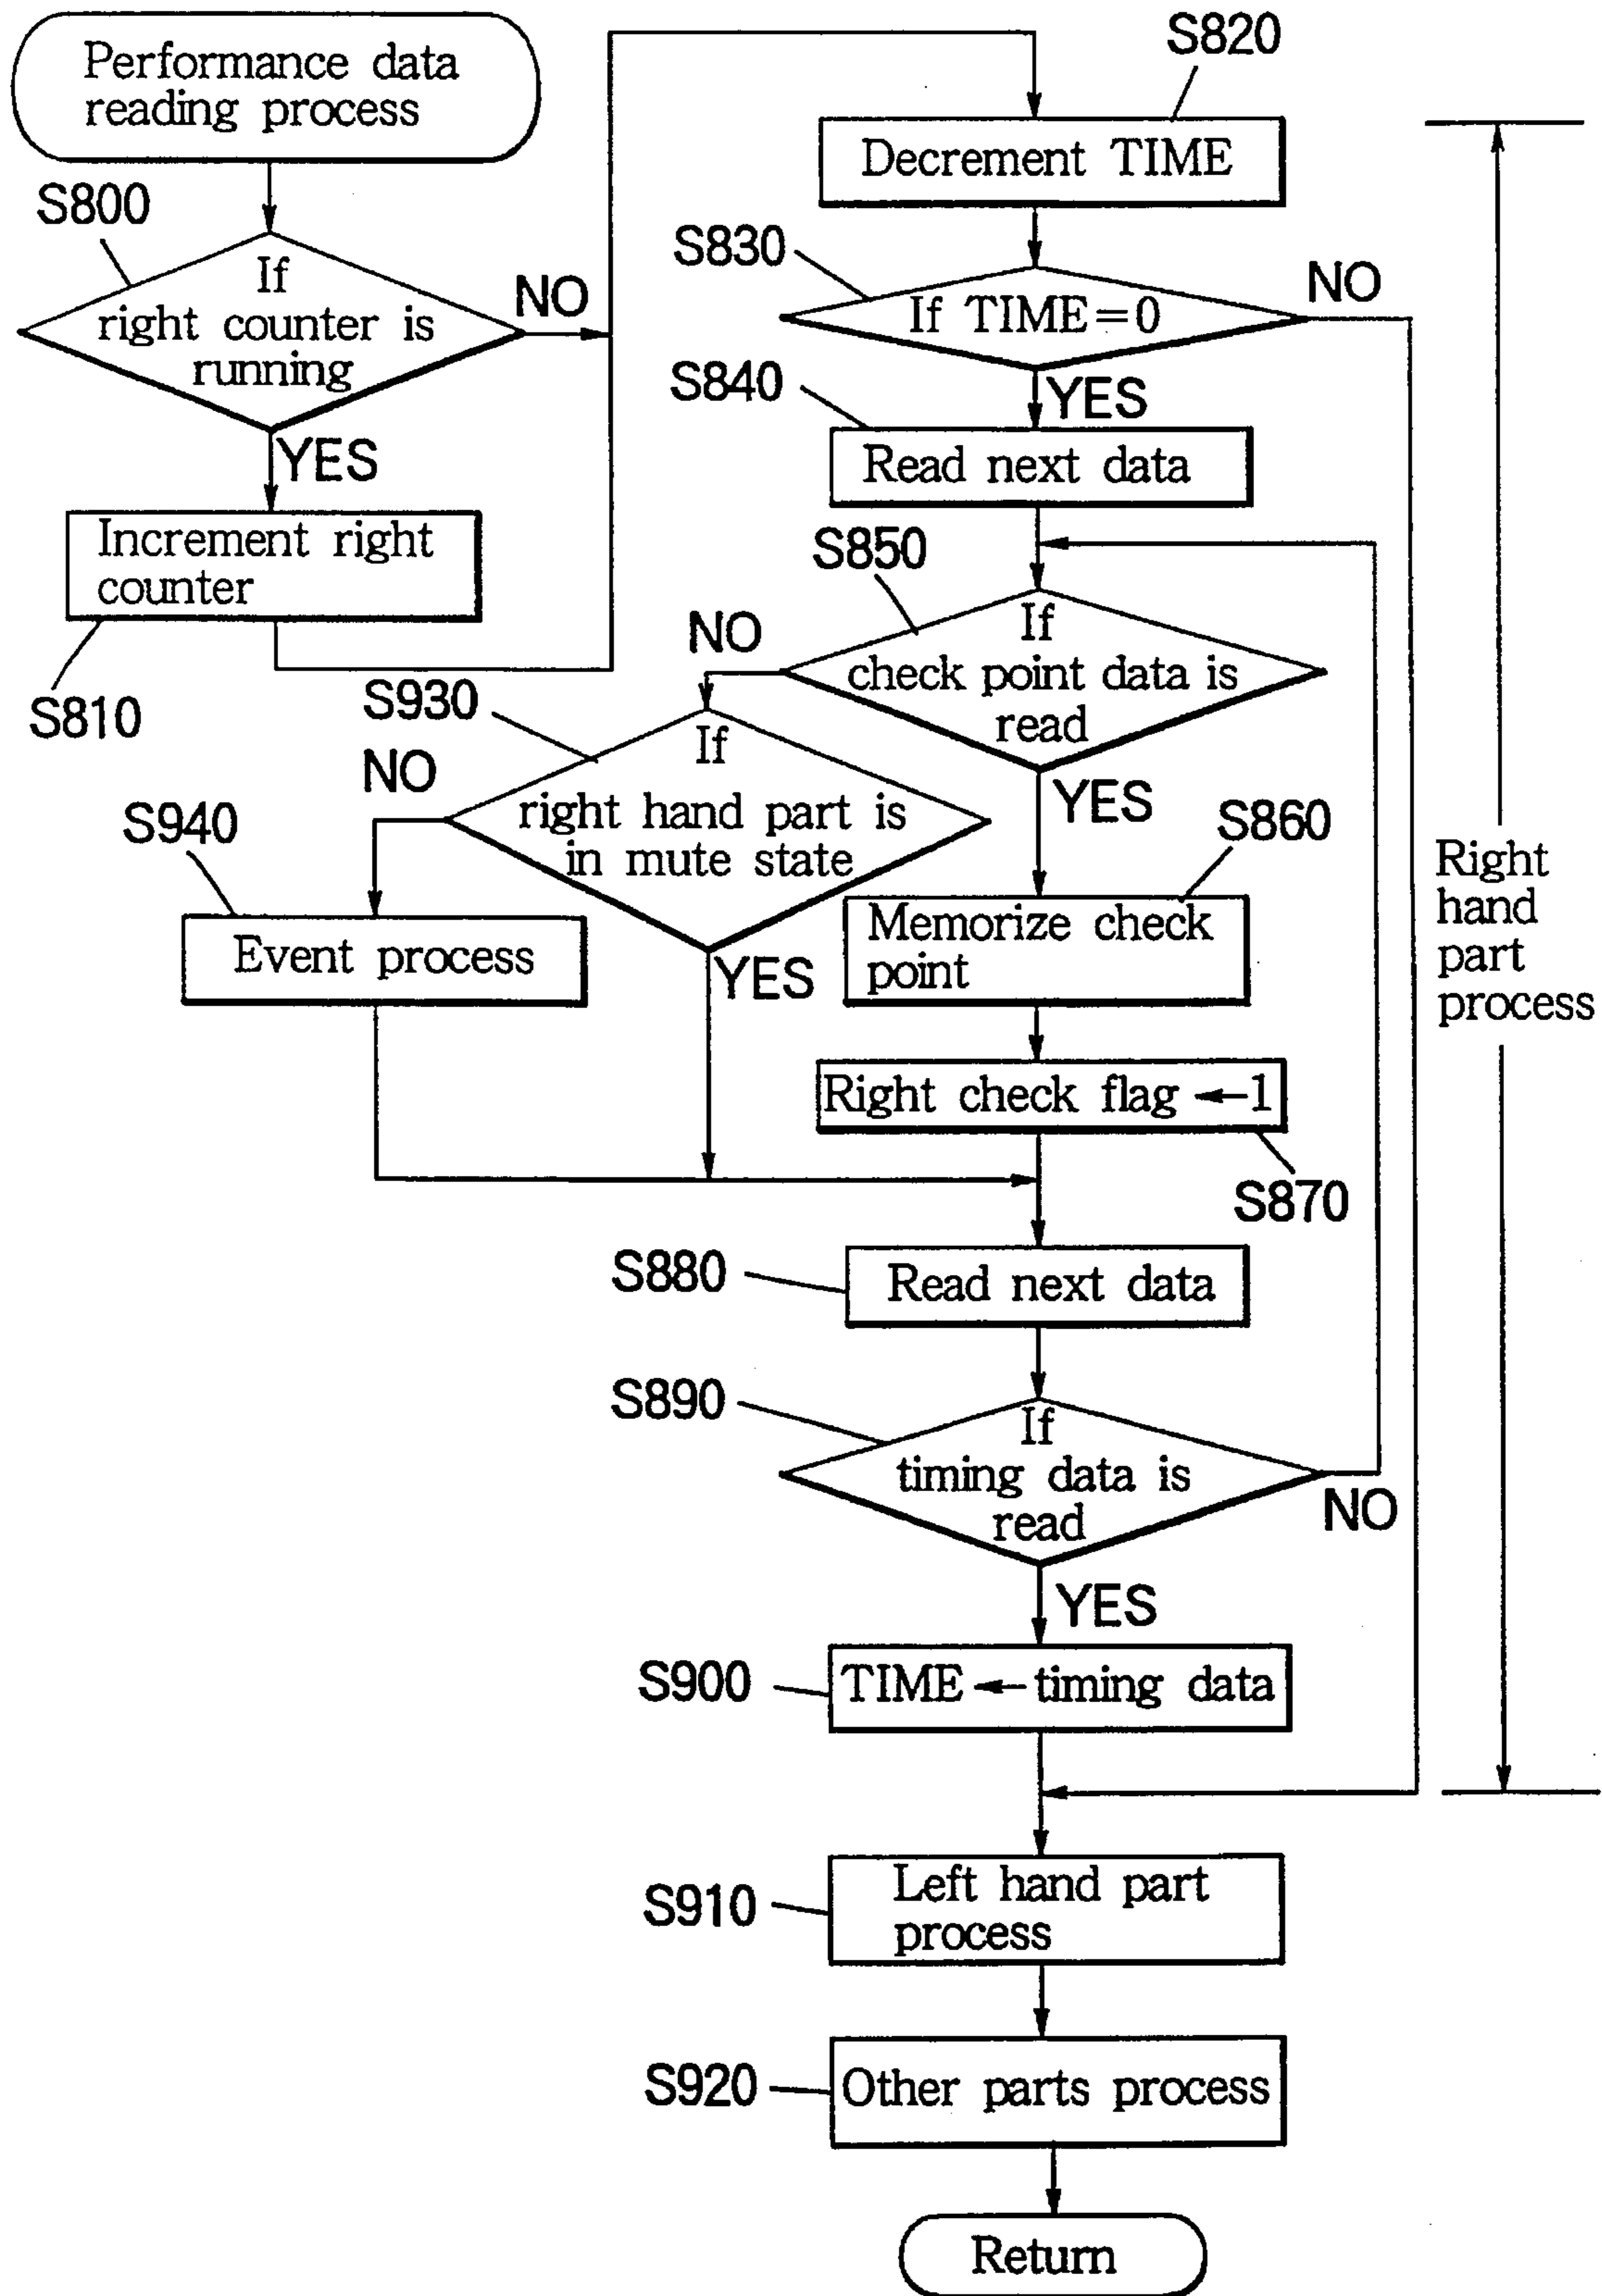 Performance data
reading process
S800
If
right counter is
running
NO
YES
Increment right
counter
S810
S820
Decrement TIME
S830
If TIME=0
NO
YES
S840
Read next data
S850
If
check point data is
read
NO
YES
S930
If
right hand part is
in mute state
NO
YES
S940
Event process
S860
Memorize check
point
Right check flag ←1
S870
S880
Read next data
S890
If
timing data is
read
NO
YES
S900
TIME ← timing data
Right
hand
part
process
S910
Left hand part
process
S920
Other parts process
Return